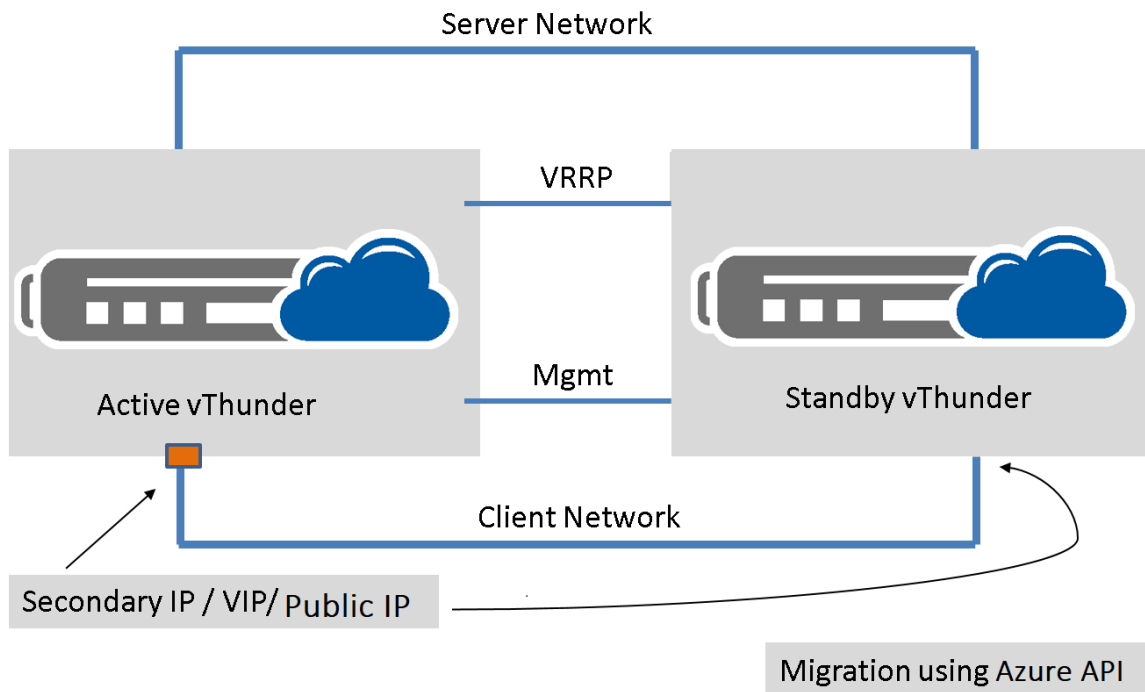 Server Network
VRRP
Mgmt
Active vThunder
Standby vThunder
Client Network
Secondary IP / VIP/ Public IP
Migration using Azure API